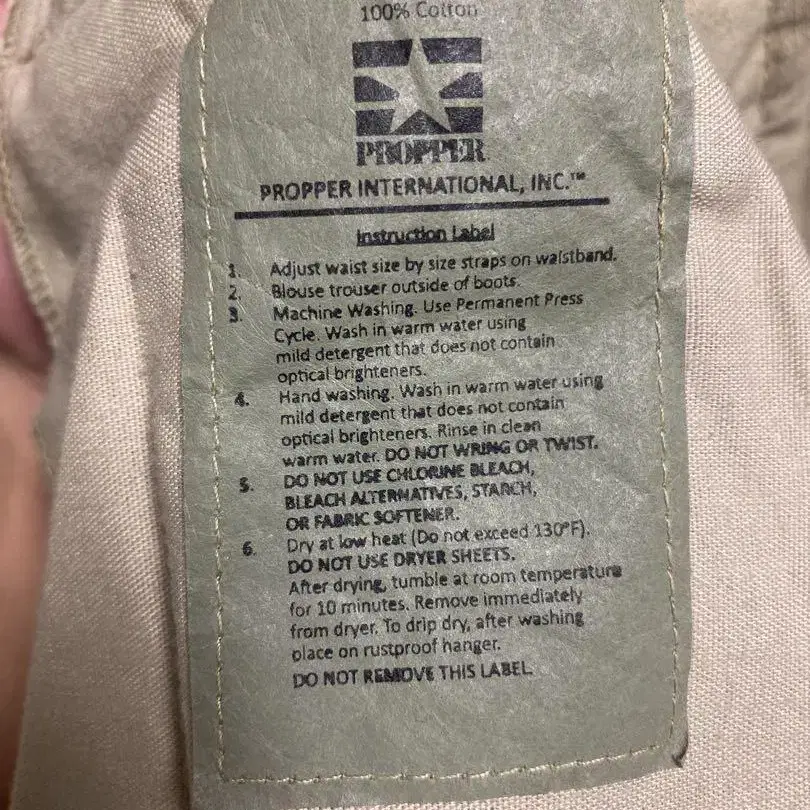 100% Cotton
PROPPER
PROPPER INTERNATIONAL, INC.™
Instruction Label
1. Adjust waist size by size straps on waistband.
2. Blouse trouser outside of boots.
3. Machine Washing. Use Permanent Press
Cycle. Wash in warm water using
mild detergent that does not contain
optical brighteners.
4. Hand washing. Wash in warm water using
mild detergent that does not contain
optical brighteners. Rinse in clean
warm water. DO NOT WRING OR TWIST.
5. DO NOT USE CHLORINE BLEACH,
BLEACH ALTERNATIVES, STARCH,
OR FABRIC SOFTENER.
6. Dry at low heat (Do not exceed 130°F).
DO NOT USE DRYER SHEETS.
After drying, tumble at room temperature
for 10 minutes. Remove immediately
from dryer. To drip dry, after washing
place on rustproof hanger.
DO NOT REMOVE THIS LABEL